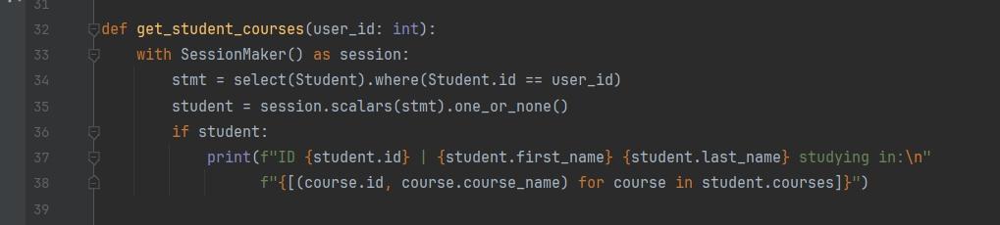 31
32 def get_student_courses(user_id: int):
33     with SessionMaker() as session:
34         stmt = select(Student).where(Student.id == user_id)
35         student = session.scalars(stmt).one_or_none()
36         if student:
37             print(f"ID {student.id} | {student.first_name} {student.last_name} studying in:\n"
38                   f"{[(course.id, course.course_name) for course in student.courses]}")
39